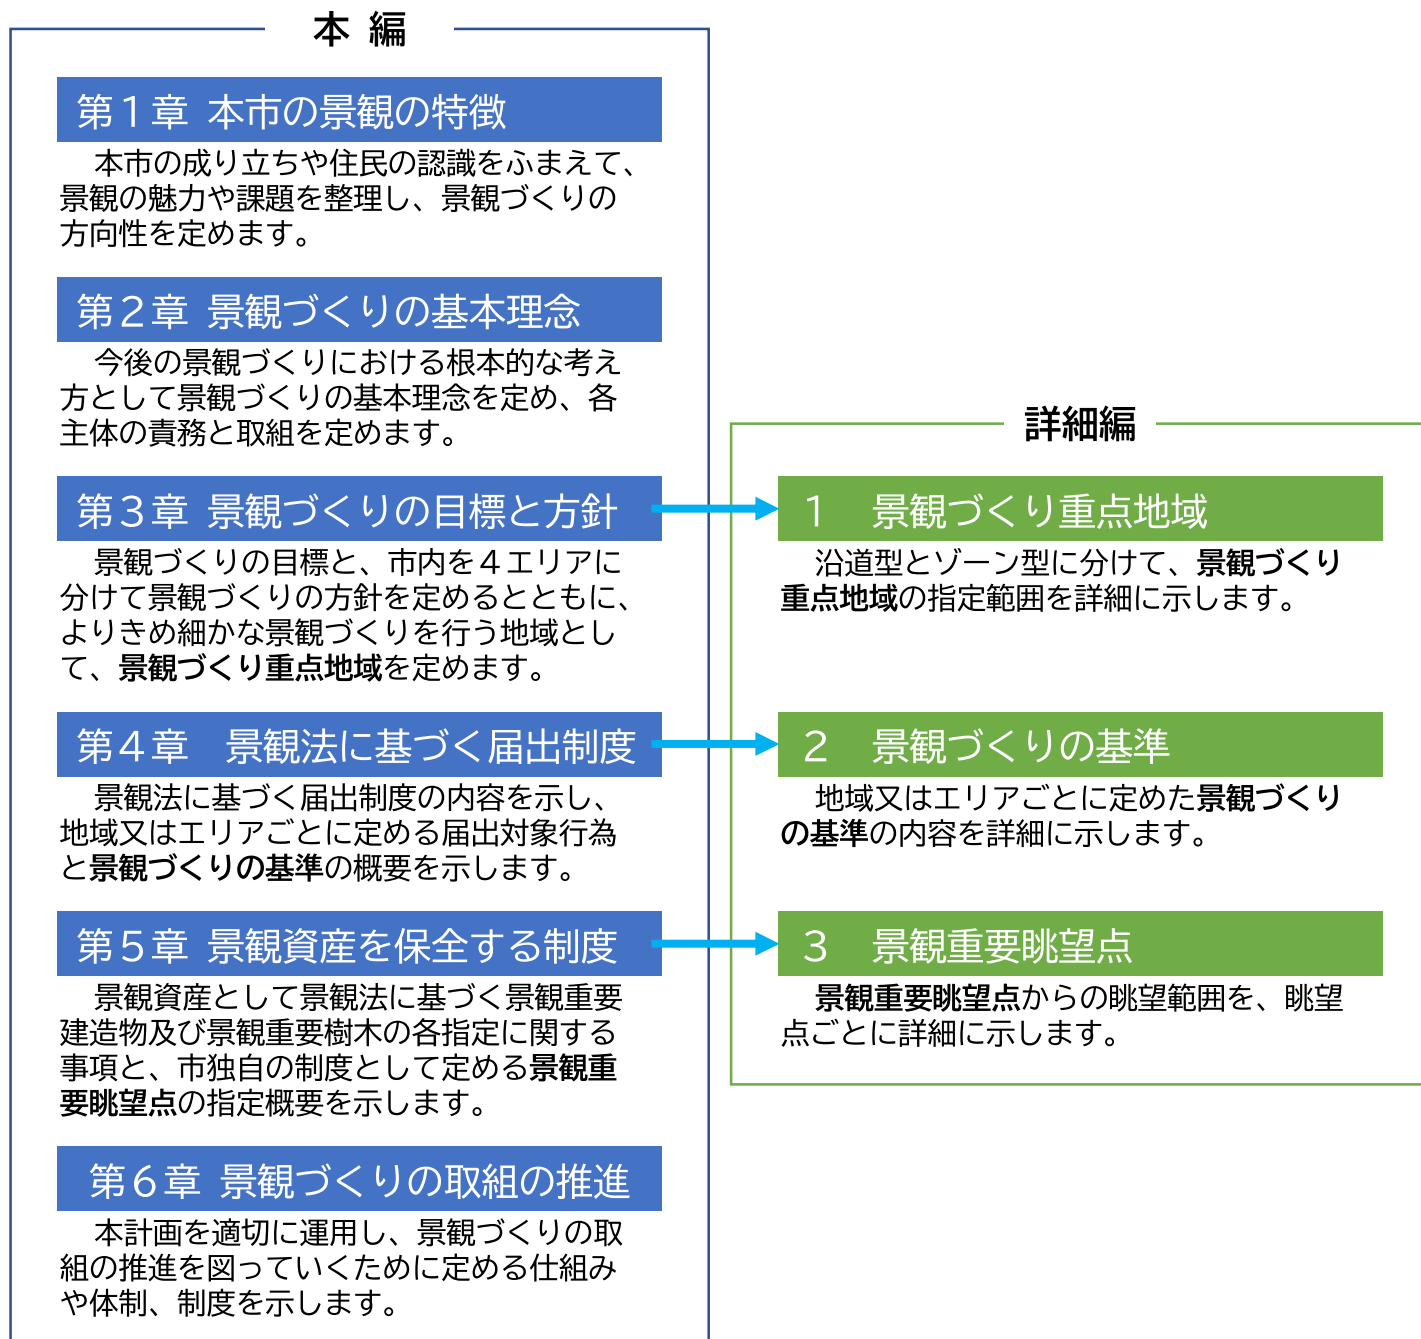 本編
第1章 本市の景観の特徴
本市の成り立ちや住民の認識をふまえて、
景観の魅力や課題を整理し、景観づくりの
方向性を定めます。
第2章 景観づくりの基本理念
今後の景観づくりにおける根本的な考え
方として景観づくりの基本理念を定め、各
主体の責務と取組を定めます。
第3章 景観づくりの目標と方針
景観づくりの目標と、市内を4エリアに
分けて景観づくりの方針を定めるとともに、
よりきめ細かな景観づくりを行う地域とし
て、景観づくり重点地域を定めます。
第4章 景観法に基づく届出制度
景観法に基づく届出制度の内容を示し、
地域又はエリアごとに定める届出対象行為
と景観づくりの基準の概要を示します。
第5章 景観資産を保全する制度
景観資産として景観法に基づく景観重要
建造物及び景観重要樹木の各指定に関する
事項と、市独自の制度として定める景観重
要眺望点の指定概要を示します。
第6章 景観づくりの取組の推進
本計画を適切に運用し、景観づくりの取
組の推進を図っていくために定める仕組み
や体制、制度を示します。
詳細編
1 景観づくり重点地域
沿道型とゾーン型に分けて、景観づくり
重点地域の指定範囲を詳細に示します。
2 景観づくりの基準
地域又はエリアごとに定めた景観づくり
の基準の内容を詳細に示します。
3 景観重要眺望点
景観重要眺望点からの眺望範囲を、眺望
点ごとに詳細に示します。